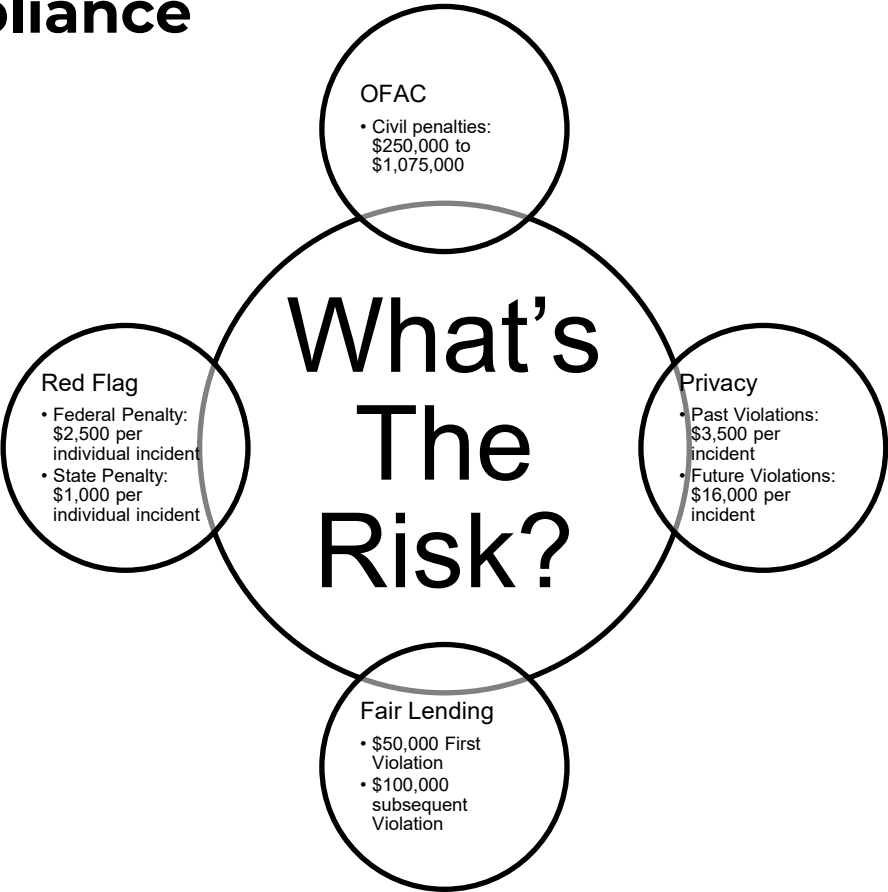 pliance
OFAC
• Civil penalties:
$250,000 to
$1,075,000
What's
The
Risk?
Red Flag
• Federal Penalty:
$2,500 per
individual incident
• State Penalty:
$1,000 per
individual incident
Privacy
• Past Violations:
$3,500 per
incident
• Future Violations:
$16,000 per
incident
Fair Lending
• $50,000 First
Violation
• $100,000
subsequent
Violation